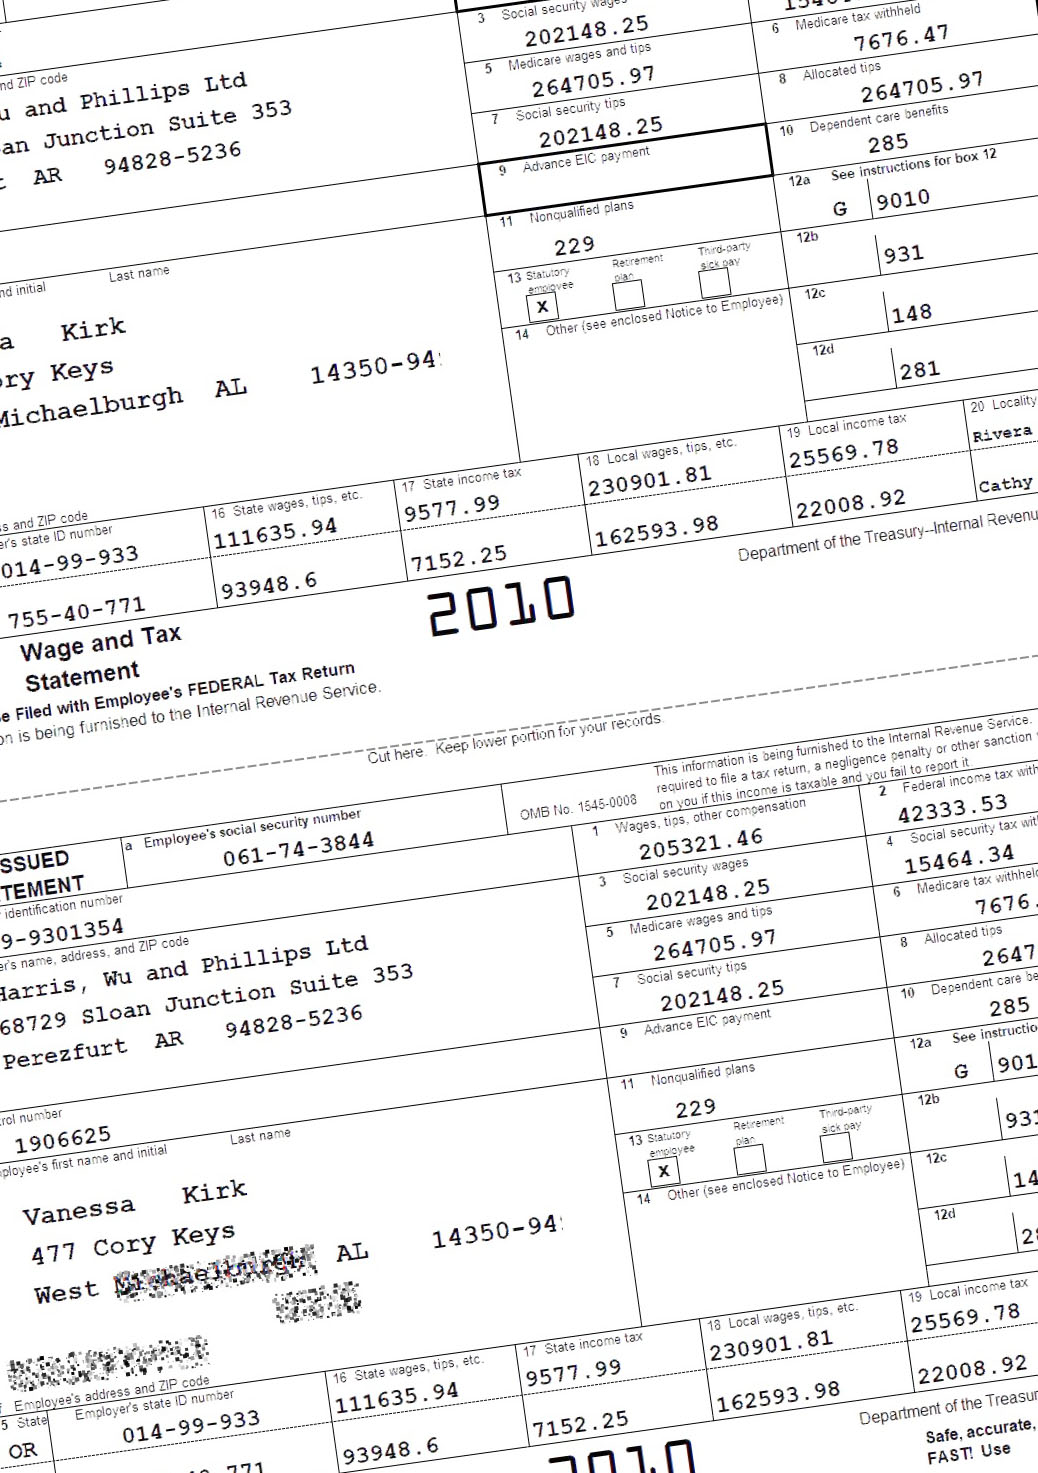 3 Social security wages
202148.25
6 Medicare tax withheld
7676.47
5 Medicare wages and tips
264705.97
8 Allocated tips
264705.97
7 Social security tips
202148.25
10 Dependent care benefits
285
9 Advance EIC payment
12a See instructions for box 12
G 9010
nd ZIP code
u and Phillips Ltd
an Junction Suite 353
AR 94828-5236
11 Nonqualified plans
229
12b
931
13 Statutory employee
X
Retirement plan
Third-party sick pay
12c
148
14 Other (see enclosed Notice to Employee)
12d
281
nd initial Last name
a Kirk
ory Keys
Michaelburgh AL 14350-94
s and ZIP code
er's state ID number
014-99-933
755-40-771
16 State wages, tips, etc.
111635.94
93948.6
17 State income tax
9577.99
7152.25
18 Local wages, tips, etc.
230901.81
162593.98
19 Local income tax
25569.78
22008.92
20 Locality
Rivera
Cathy
Wage and Tax
Statement
2010
Department of the Treasury--Internal Revenu
e Filed with Employee's FEDERAL Tax Return
on is being furnished to the Internal Revenue Service.
Cut here. Keep lower portion for your records.
SSUED
TEMENT
a Employee's social security number
061-74-3844
OMB No. 1545-0008
This information is being furnished to the Internal Revenue Service.
required to file a tax return, a negligence penalty or other sanction
on you if this income is taxable and you fail to report it.
1 Wages, tips, other compensation
205321.46
2 Federal income tax with
42333.53
identification number
9-9301354
3 Social security wages
202148.25
4 Social security tax wit
15464.34
er's name, address, and ZIP code
Harris, Wu and Phillips Ltd
68729 Sloan Junction Suite 353
Perezfurt AR 94828-5236
5 Medicare wages and tips
264705.97
6 Medicare tax withhel
7676.
7 Social security tips
202148.25
8 Allocated tips
2647
9 Advance EIC payment
10 Dependent care be
285
rol number
1906625
11 Nonqualified plans
229
12a See instructio
G 901
ployee's first name and initial Last name
Vanessa Kirk
477 Cory Keys
West Michaelburgh AL 14350-94
13 Statutory employee
X
Retirement plan
Third-party sick pay
12b
931
14 Other (see enclosed Notice to Employee)
12c
14
12d
28
f Employee's address and ZIP code
5 State
OR
Employer's state ID number
014-99-933
771
16 State wages, tips, etc.
111635.94
93948.6
17 State income tax
9577.99
7152.25
18 Local wages, tips, etc.
230901.81
162593.98
19 Local income tax
25569.78
22008.92
2010
Department of the Treasur
Safe, accurate,
FAST! Use